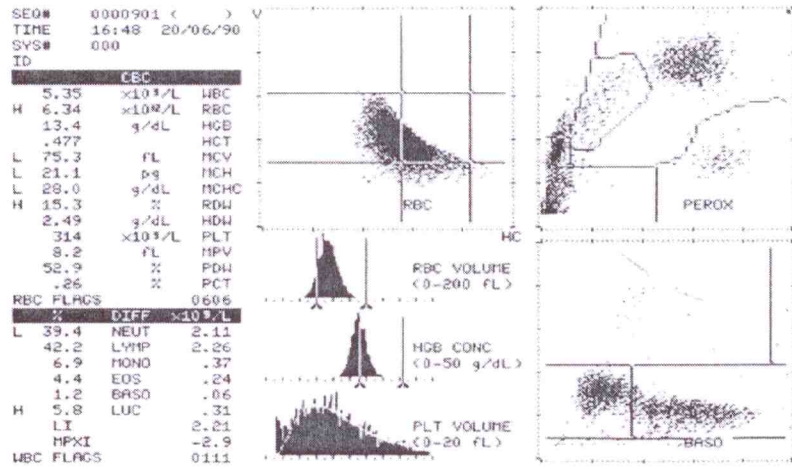 SEQ# 0000901 ( ) V
TIME 16:48 20/06/90
SYS# 000
ID
CBC
5.35 x10⁹/L WBC
H 6.34 x10¹²/L RBC
13.4 g/dL HGB
.477 HCT
L 75.3 fL MCV
L 21.1 pg MCH
L 28.0 g/dL MCHC
H 15.3 % RDW
2.49 g/dL HDW
314 x10⁹/L PLT
8.2 fL MPV
52.9 % PDW
.26 % PCT
RBC FLAGS 0606
% DIFF x10⁹/L
L 39.4 NEUT 2.11
42.2 LYMP 2.26
6.9 MONO .37
4.4 EOS .24
1.2 BASO .06
H 5.8 LUC .31
LI 2.21
MPXI -2.9
WBC FLAGS 0111
RBC
HC
RBC VOLUME
(0-200 fL)
HGB CONC
(0-50 g/dL)
PLT VOLUME
(0-20 fL)
PEROX
BASO